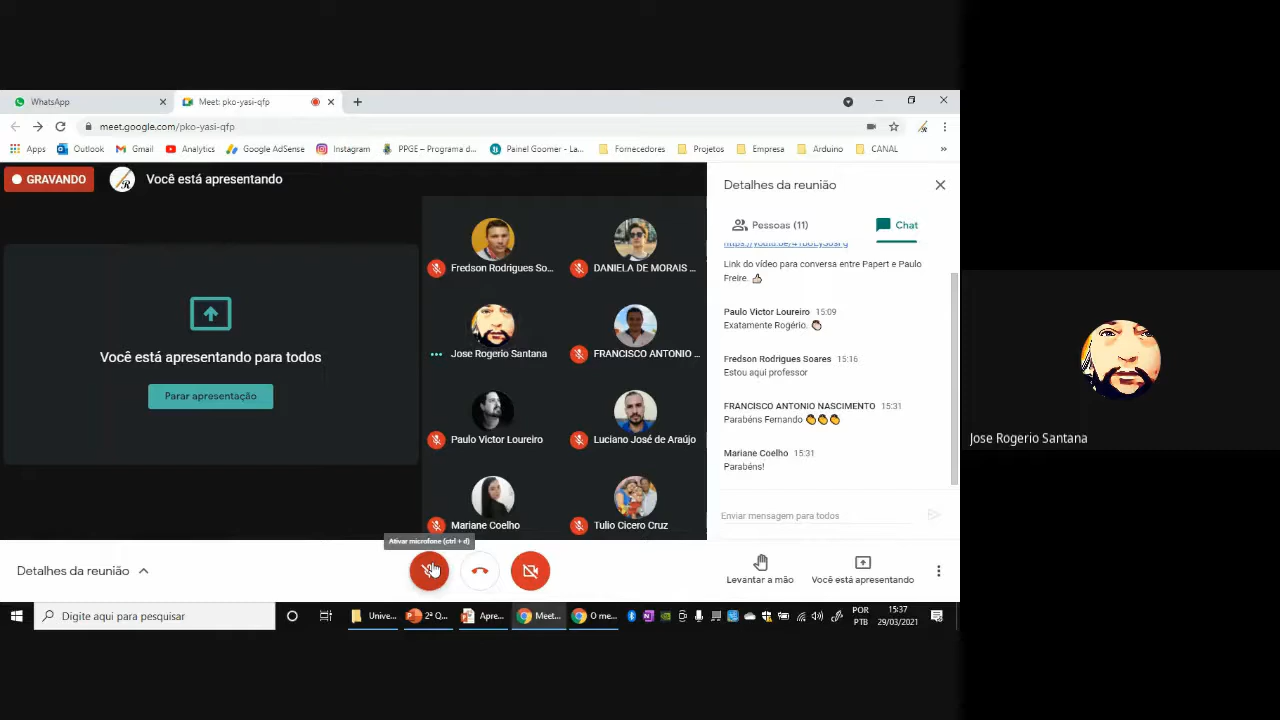 WhatsApp
Meet: pko-yasi-qfp
meet.google.com/pko-yasi-qfp
Apps Outlook Gmail Analytics Google AdSense Instagram PPGE – Programa d... Painel Goomer - La... Fornecedores Projetos Empresa Arduino CANAL »
GRAVANDO
Você está apresentando
Você está apresentando para todos
Parar apresentação
Fredson Rodrigues So...
DANIELA DE MORAIS ...
Jose Rogerio Santana
FRANCISCO ANTONIO ...
Paulo Victor Loureiro
Luciano José de Araújo
Mariane Coelho
Tulio Cicero Cruz
Detalhes da reunião
Pessoas (11)
Chat
Link do vídeo para conversa entre Papert e Paulo
Freire.
Paulo Victor Loureiro 15:09
Exatamente Rogério.
Fredson Rodrigues Soares 15:16
Estou aqui professor
FRANCISCO ANTONIO NASCIMENTO 15:31
Parabéns Fernando
Mariane Coelho 15:31
Parabéns!
Enviar mensagem para todos
Jose Rogerio Santana
Ativar microfone (ctrl + d)
Detalhes da reunião
Levantar a mão
Você está apresentando
Digite aqui para pesquisar
Unive...
2ª Q...
Apre...
Meet...
O me...
POR
PTB
15:37
29/03/2021